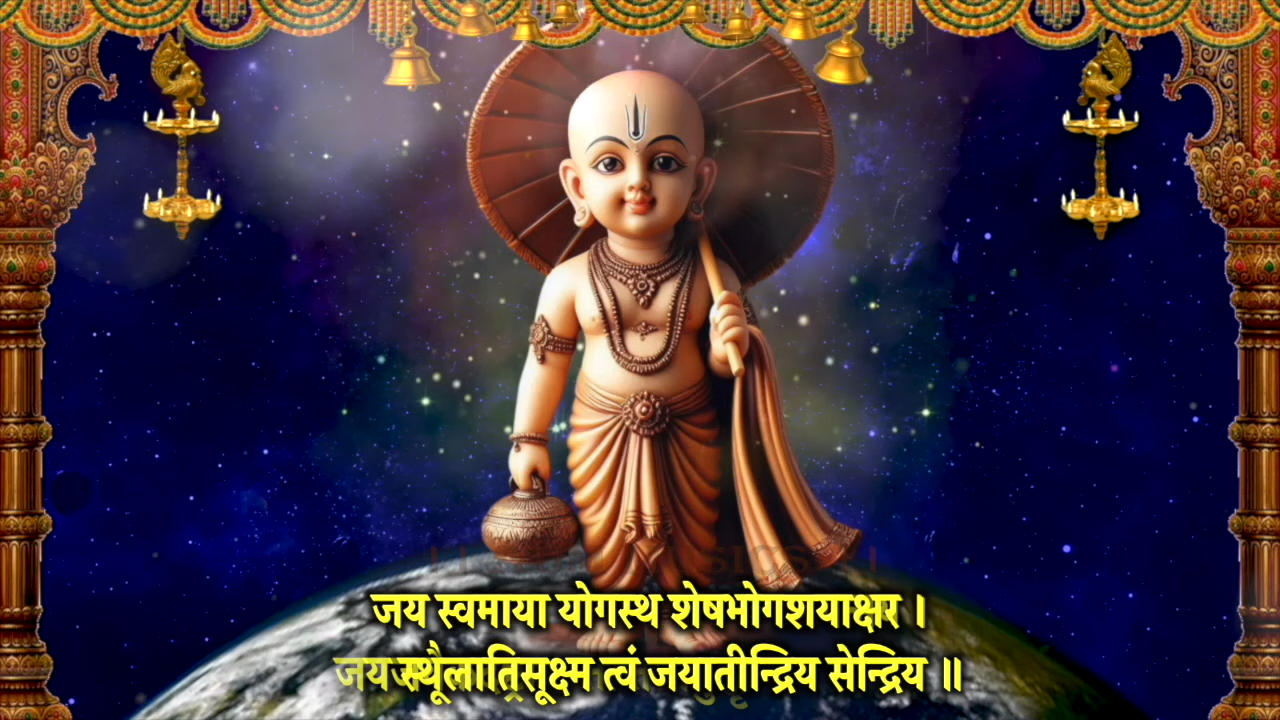 जय स्वमाया योगस्थ शेषभोगशयाक्षर ।
जय स्थूलातिसूक्ष्म त्वं जयातीन्द्रिय सेन्द्रिय ॥